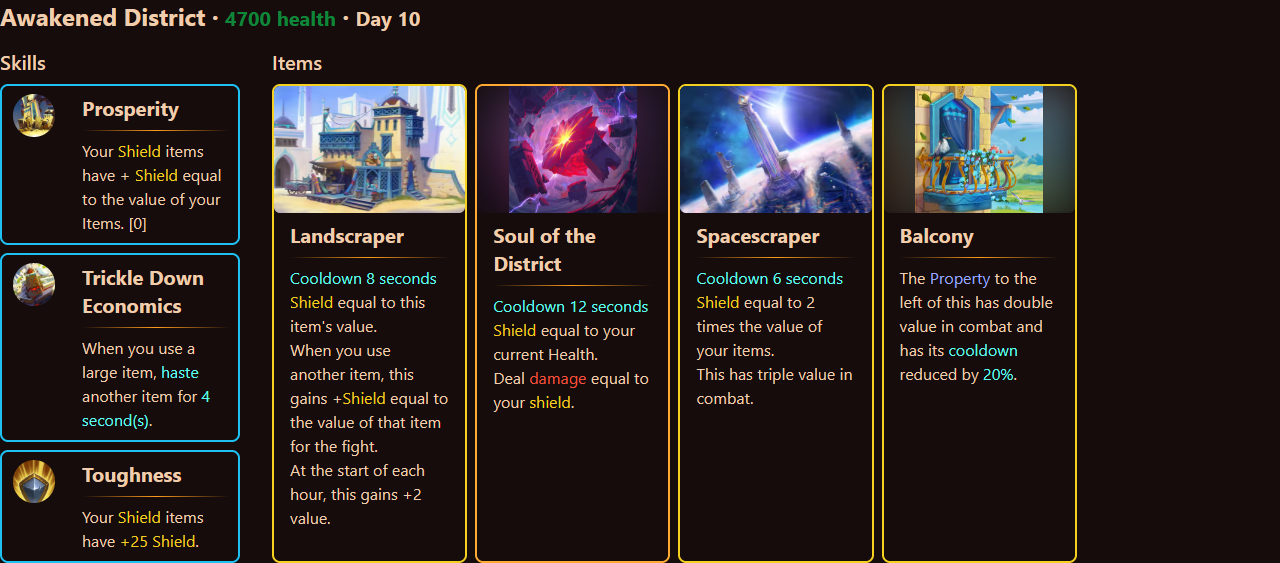 Awakened District · 4700 health · Day 10
Skills
Prosperity
Your Shield items
have + Shield equal
to the value of your
Items. [0]
Trickle Down
Economics
When you use a
large item, haste
another item for 4
second(s).
Toughness
Your Shield items
have +25 Shield.
Items
Landscraper
Cooldown 8 seconds
Shield equal to this
item's value.
When you use
another item, this
gains +Shield equal to
the value of that item
for the fight.
At the start of each
hour, this gains +2
value.
Soul of the
District
Cooldown 12 seconds
Shield equal to your
current Health.
Deal damage equal to
your shield.
Spacescraper
Cooldown 6 seconds
Shield equal to 2
times the value of
your items.
This has triple value in
combat.
Balcony
The Property to the
left of this has double
value in combat and
has its cooldown
reduced by 20%.